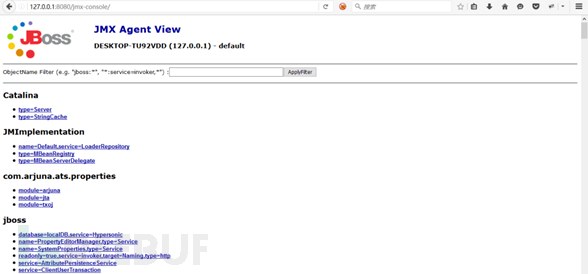 127.0.0.1:8080/jmx-console/
搜索
JBoss
JMX Agent View
DESKTOP-TU92VDD (127.0.0.1) - default
ObjectName Filter (e.g. "jboss:*", "*:service=invoker,*") :
ApplyFilter
Catalina
type=Server
type=StringCache
JMImplementation
name=Default,service=LoaderRepository
type=MBeanRegistry
type=MBeanServerDelegate
com.arjuna.ats.properties
module=arjuna
module=jta
module=txoj
jboss
database=localDB,service=Hypersonic
name=PropertyEditorManager,type=Service
name=SystemProperties,type=Service
readonly=true,service=invoker,target=Naming,type=http
service=AttributePersistenceService
service=ClientUserTransaction